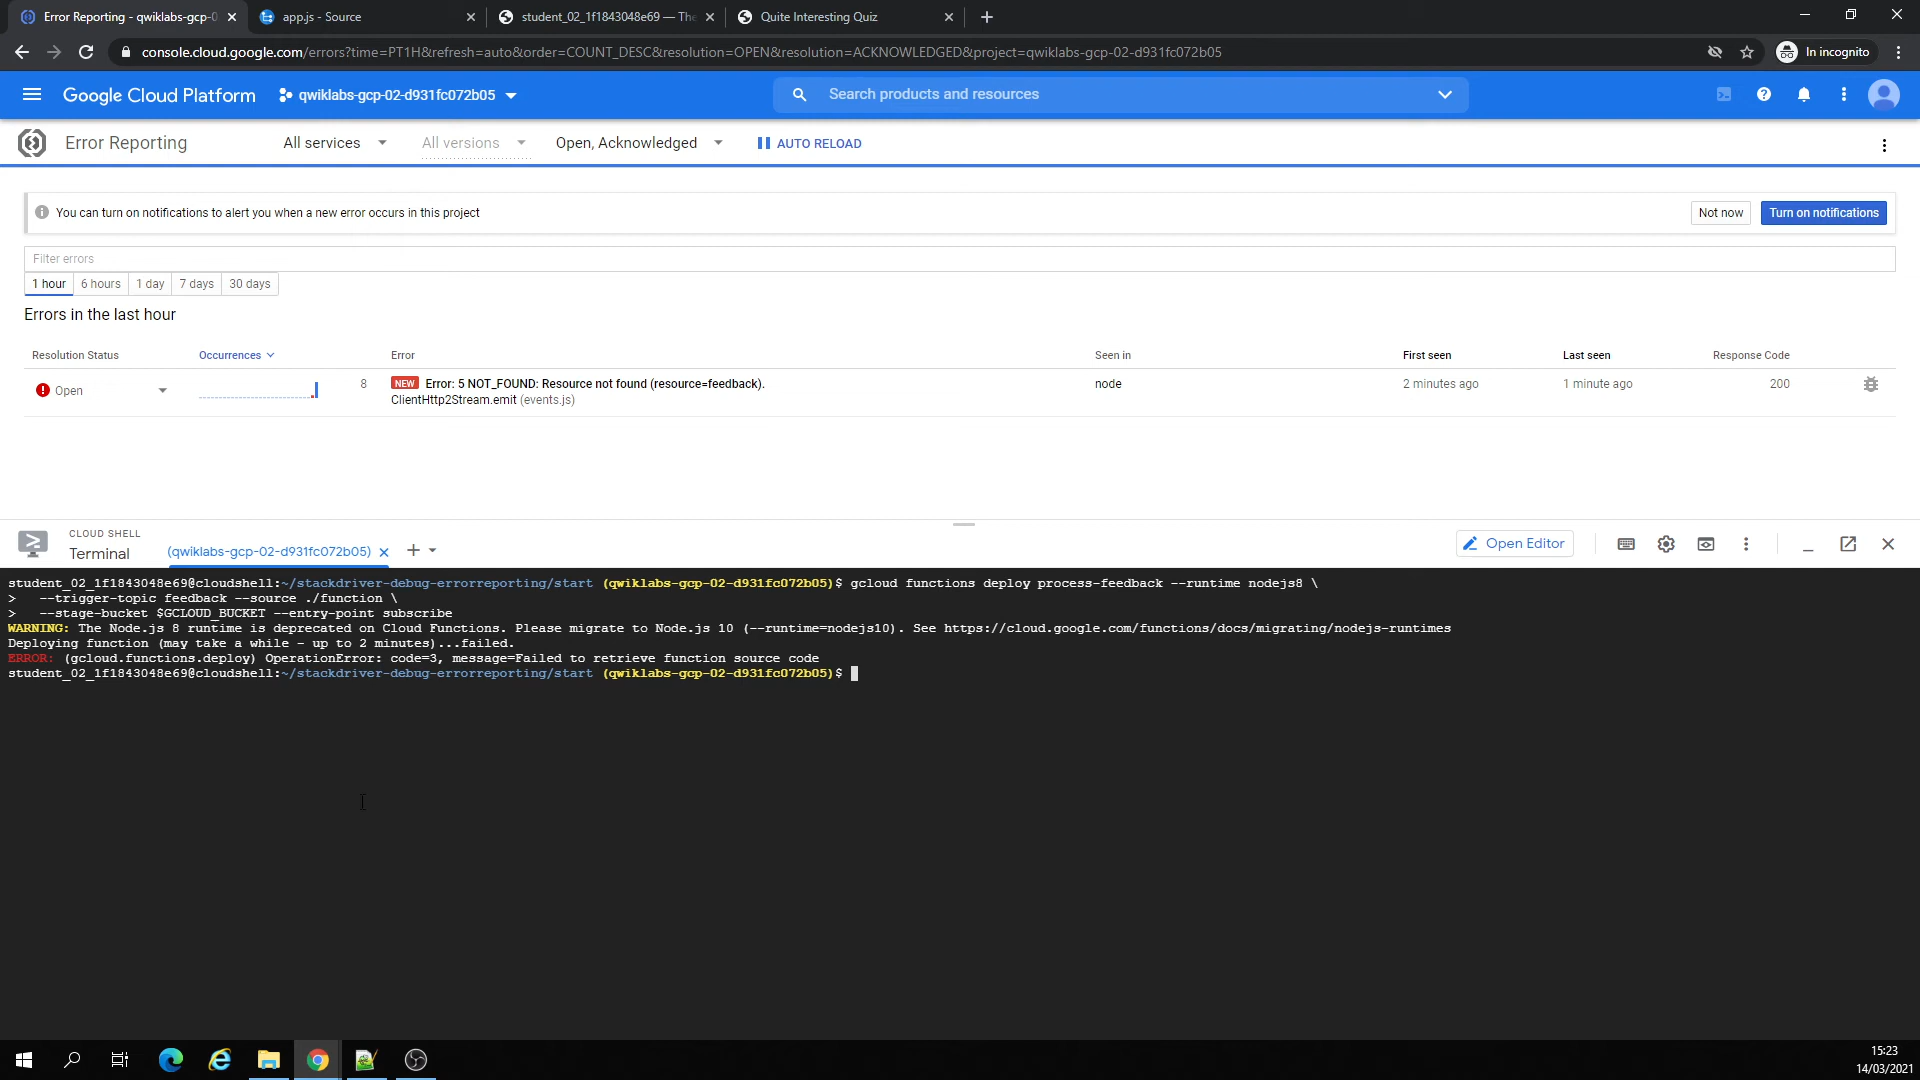 Error Reporting - qwiklabs-gcp-0
app.js - Source
student_02_1f1843048e69 — The
Quite Interesting Quiz
console.cloud.google.com/errors?time=PT1H&refresh=auto&order=COUNT_DESC&resolution=OPEN&resolution=ACKNOWLEDGED&project=qwiklabs-gcp-02-d931fc072b05
In incognito
Google Cloud Platform
qwiklabs-gcp-02-d931fc072b05
Search products and resources
Error Reporting
All services
All versions
Open, Acknowledged
AUTO RELOAD
You can turn on notifications to alert you when a new error occurs in this project
Not now
Turn on notifications
Filter errors
1 hour 6 hours 1 day 7 days 30 days
Errors in the last hour
Resolution Status Occurrences Error Seen in First seen Last seen Response Code
Open 8 NEW Error: 5 NOT_FOUND: Resource not found (resource=feedback). node 2 minutes ago 1 minute ago 200
ClientHttp2Stream.emit (events.js)
CLOUD SHELL
Terminal
(qwiklabs-gcp-02-d931fc072b05)
Open Editor
student_02_1f1843048e69@cloudshell:~/stackdriver-debug-errorreporting/start (qwiklabs-gcp-02-d931fc072b05)$ gcloud functions deploy process-feedback --runtime nodejs8 \
> --trigger-topic feedback --source ./function \
> --stage-bucket $GCLOUD_BUCKET --entry-point subscribe
WARNING: The Node.js 8 runtime is deprecated on Cloud Functions. Please migrate to Node.js 10 (--runtime=nodejs10). See https://cloud.google.com/functions/docs/migrating/nodejs-runtimes
Deploying function (may take a while - up to 2 minutes)...failed.
ERROR: (gcloud.functions.deploy) OperationError: code=3, message=Failed to retrieve function source code
student_02_1f1843048e69@cloudshell:~/stackdriver-debug-errorreporting/start (qwiklabs-gcp-02-d931fc072b05)$
15:23
14/03/2021